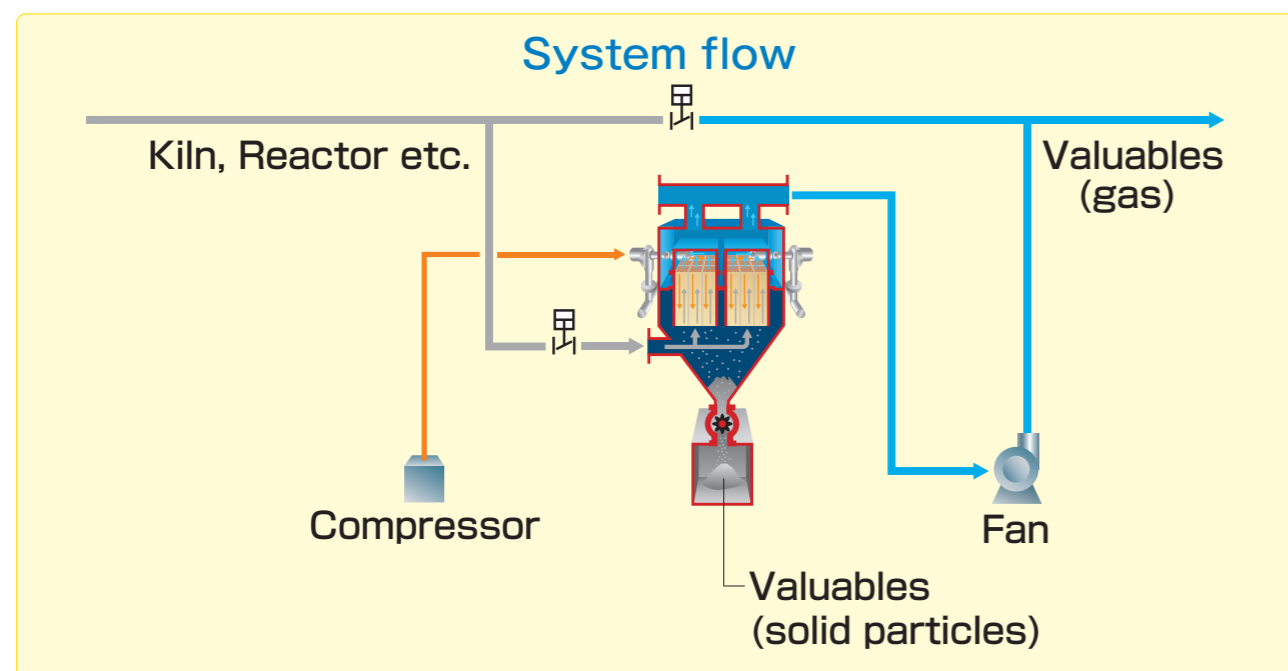 System flow
Kiln, Reactor etc.
Valuables
(gas)
Compressor
Fan
Valuables
(solid particles)